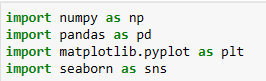 import numpy as np
import pandas as pd
import matplotlib.pyplot as plt
import seaborn as sns